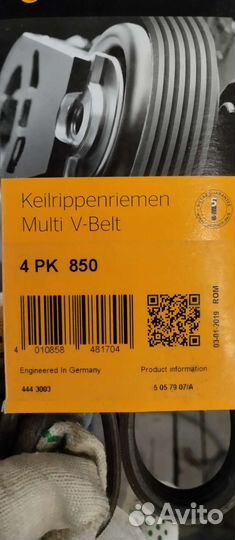 Keilrippenriemen
Multi V-Belt
4 PK 850
4 010858 481704
03-01-2019 ROM
Engineered In Germany
Product information
444 3003
5 05 79 07/A
Avito